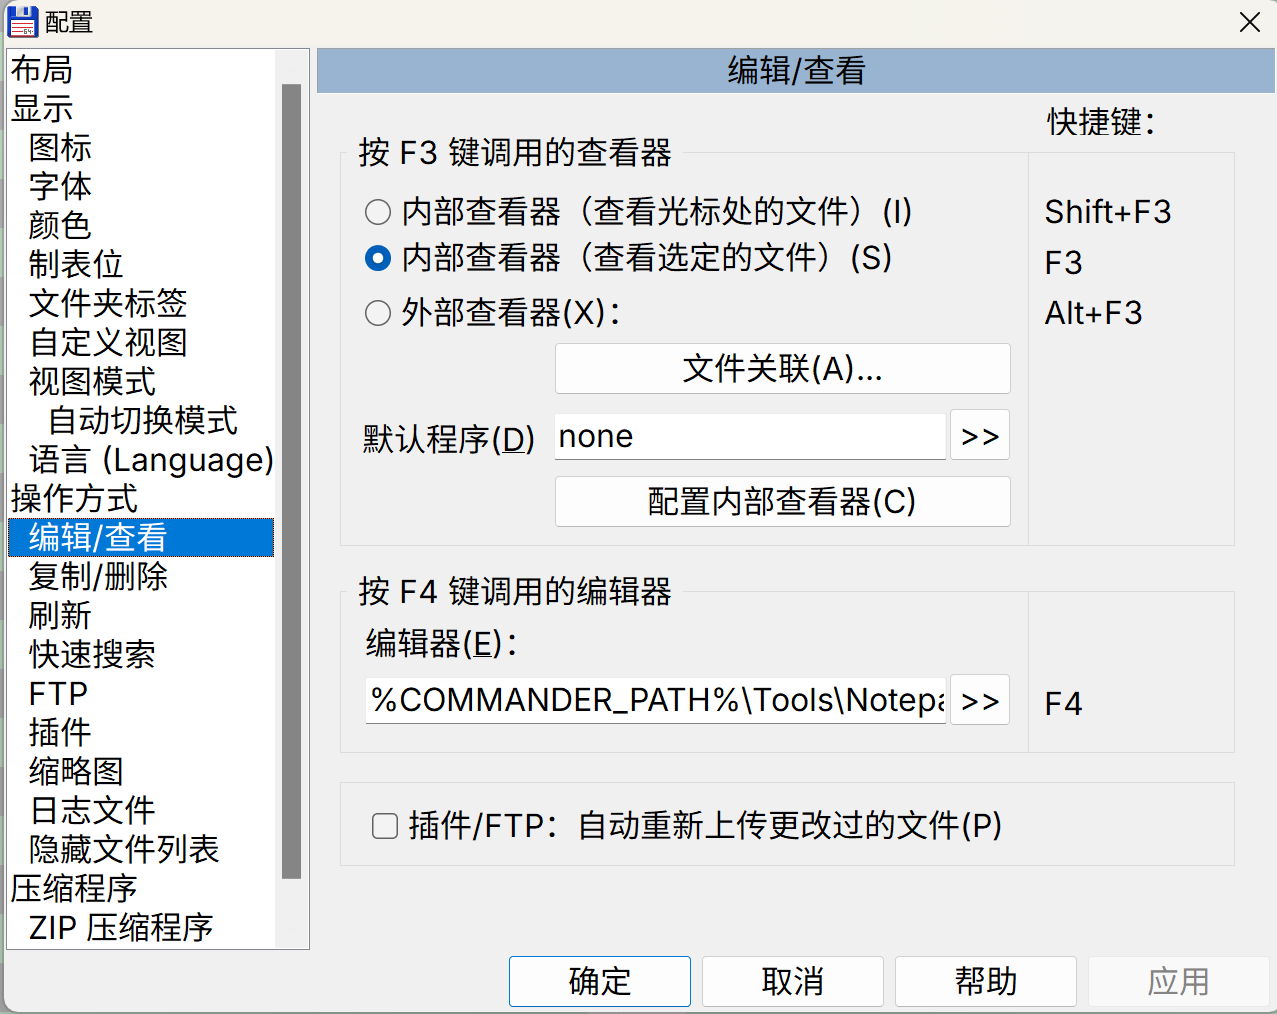 配置
布局
显示
图标
字体
颜色
制表位
文件夹标签
自定义视图
视图模式
自动切换模式
语言 (Language)
操作方式
编辑/查看
复制/删除
刷新
快速搜索
FTP
插件
缩略图
日志文件
隐藏文件列表
压缩程序
ZIP 压缩程序
编辑/查看
快捷键：
按 F3 键调用的查看器
内部查看器（查看光标处的文件）(I)
Shift+F3
内部查看器（查看选定的文件）(S)
F3
外部查看器(X)：
Alt+F3
文件关联(A)...
默认程序(D)
none
>>
配置内部查看器(C)
按 F4 键调用的编辑器
编辑器(E)：
%COMMANDER_PATH%\Tools\Notepa
>>
F4
插件/FTP：自动重新上传更改过的文件(P)
确定
取消
帮助
应用